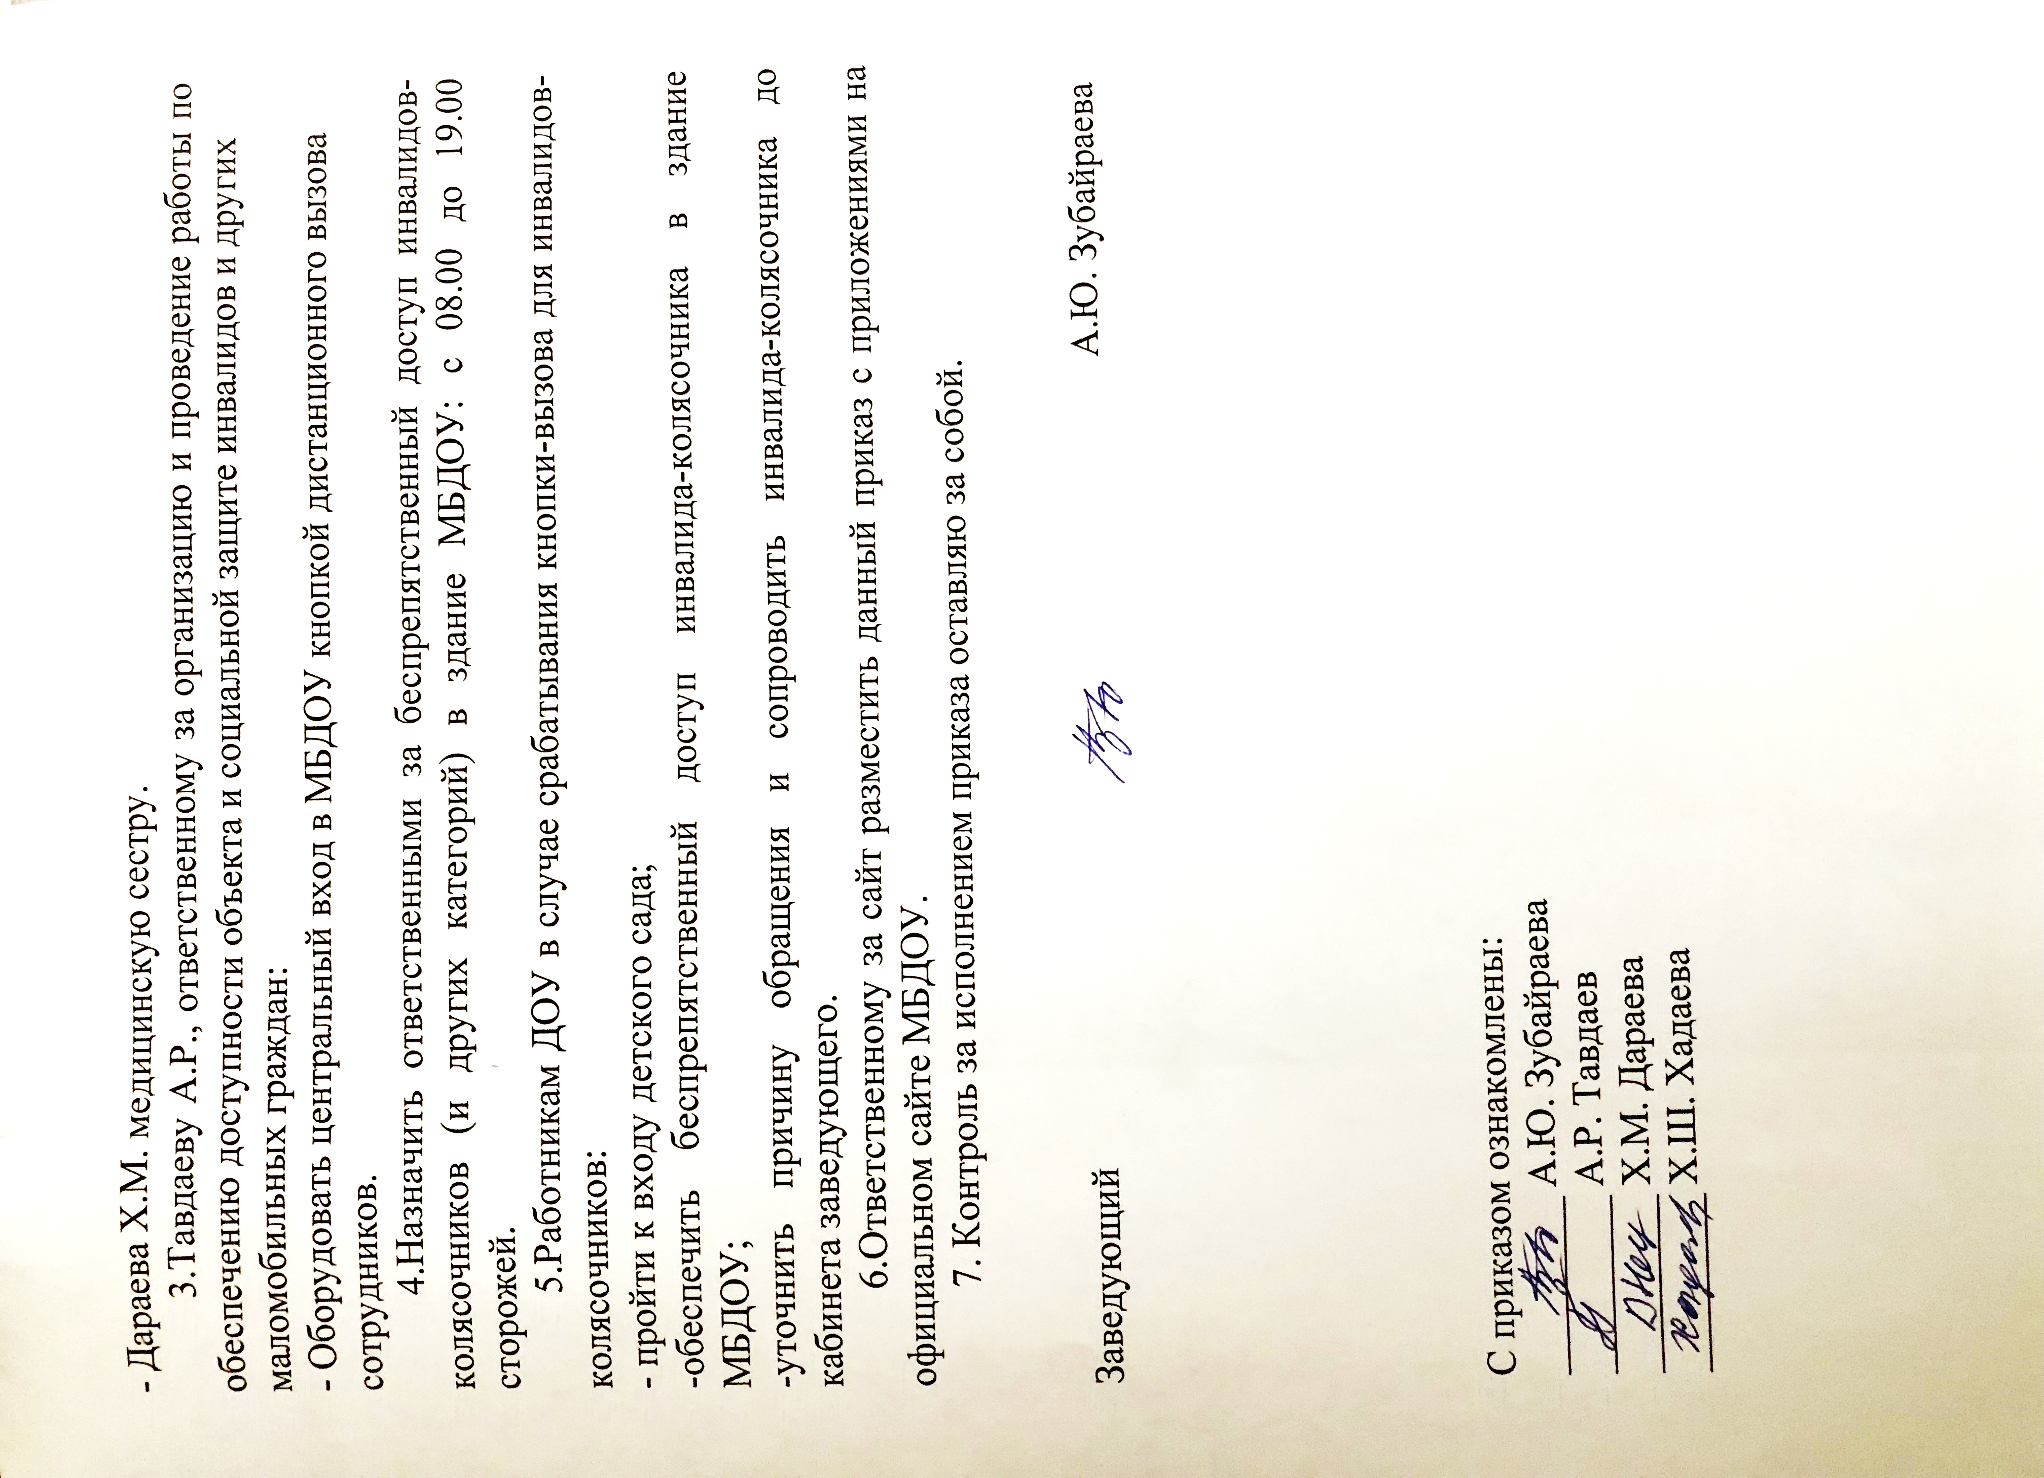 - Дараева Х.М. медицинскую сестру.
3.Тавдаеву А.Р., ответственному за организацию и проведение работы по
обеспечению доступности объекта и социальной защите инвалидов и других
маломобильных граждан:
- Оборудовать центральный вход в МБДОУ кнопкой дистанционного вызова
сотрудников.
4.Назначить ответственными за беспрепятственный доступ инвалидов-
колясочников (и других категорий) в здание МБДОУ: с 08.00 до 19.00
сторожей.
5.Работникам ДОУ в случае срабатывания кнопки-вызова для инвалидов-
колясочников:
- пройти к входу детского сада;
-обеспечить беспрепятственный доступ инвалида-колясочника в здание
МБДОУ;
-уточнить причину обращения и сопроводить инвалида-колясочника до
кабинета заведующего.
6.Ответственному за сайт разместить данный приказ с приложениями на
официальном сайте МБДОУ.
7. Контроль за исполнением приказа оставляю за собой.
Заведующий А.Ю. Зубайраева
С приказом ознакомлены:
А.Ю. Зубайраева
А.Р. Тавдаев
Х.М. Дараева
Х.Ш. Хадаева